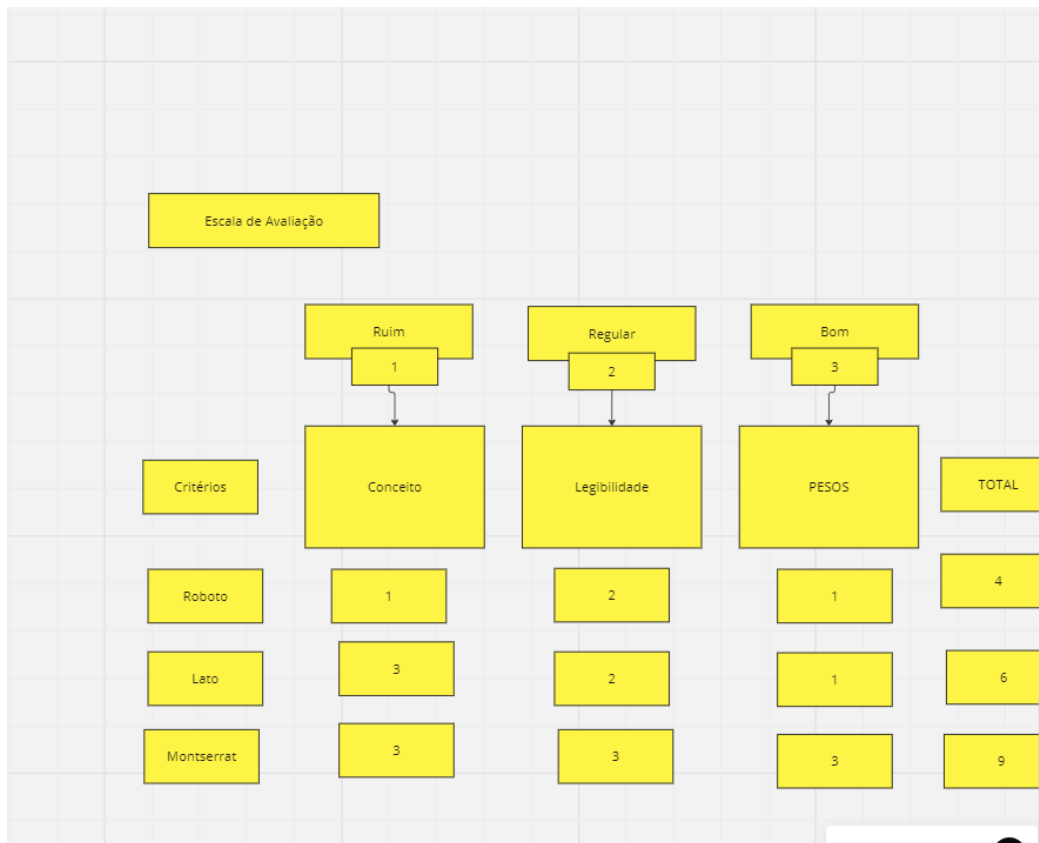 Escala de Avaliação
Ruim
Regular
Bom
1
2
3
Critérios
Conceito
Legibilidade
PESOS
TOTAL
Roboto
1
2
1
4
Lato
3
2
1
6
Montserrat
3
3
3
9